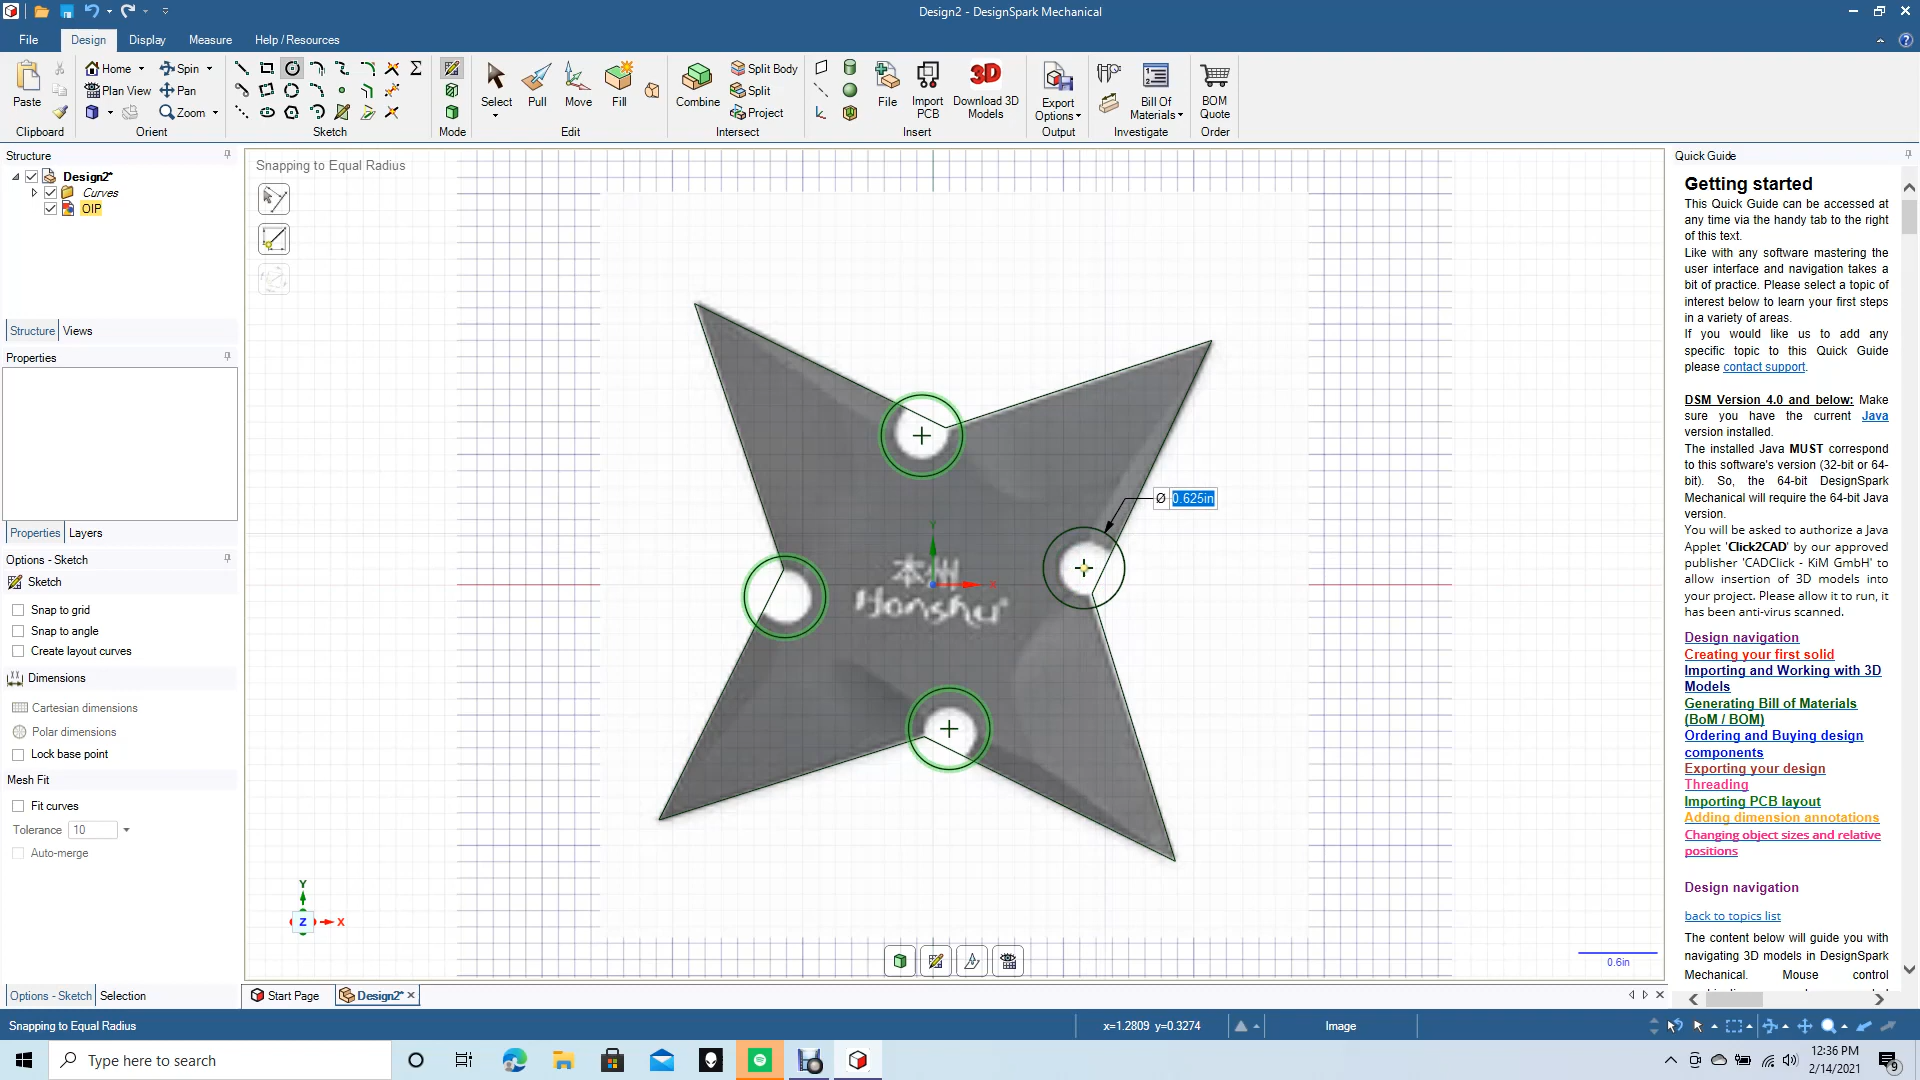 Design2 - DesignSpark Mechanical
File
Design
Display
Measure
Help / Resources
Paste
Clipboard
Home
Plan View
Spin
Pan
Zoom
Orient
Sketch
Mode
Select
Pull
Move
Fill
Edit
Combine
Split Body
Split
Project
Intersect
File
Import PCB
3D
Download 3D Models
Insert
Export Options
Output
Bill Of Materials
Investigate
BOM Quote
Order
Structure
Design2*
Curves
OIP
Structure
Views
Properties
Properties
Layers
Options - Sketch
Sketch
Snap to grid
Snap to angle
Create layout curves
Dimensions
Cartesian dimensions
Polar dimensions
Lock base point
Mesh Fit
Fit curves
Tolerance 10
Auto-merge
Options - Sketch
Selection
Snapping to Equal Radius
Ø 0.625in
Y
X
本州
Honshu
Y
Z
X
0.6in
Start Page
Design2*
Quick Guide
Getting started
This Quick Guide can be accessed at
any time via the handy tab to the right
of this text.
Like with any software mastering the
user interface and navigation takes a
bit of practice. Please select a topic of
interest below to learn your first steps
in a variety of areas.
If you would like us to add any
specific topic to this Quick Guide
please contact support.
DSM Version 4.0 and below: Make
sure you have the current Java
version installed.
The installed Java MUST correspond
to this software's version (32-bit or 64-
bit). So, the 64-bit DesignSpark
Mechanical will require the 64-bit Java
version.
You will be asked to authorize a Java
Applet 'Click2CAD' by our approved
publisher 'CADClick - KiM GmbH' to
allow insertion of 3D models into
your project. Please allow it to run, it
has been anti-virus scanned.
Design navigation
Creating your first solid
Importing and Working with 3D
Models
Generating Bill of Materials
(BoM / BOM)
Ordering and Buying design
components
Exporting your design
Threading
Importing PCB layout
Adding dimension annotations
Changing object sizes and relative
positions
Design navigation
back to topics list
The content below will guide you with
navigating 3D models in DesignSpark
Mechanical. Mouse control
Snapping to Equal Radius
x=1.2809 y=0.3274
Image
Type here to search
12:36 PM
2/14/2021
9